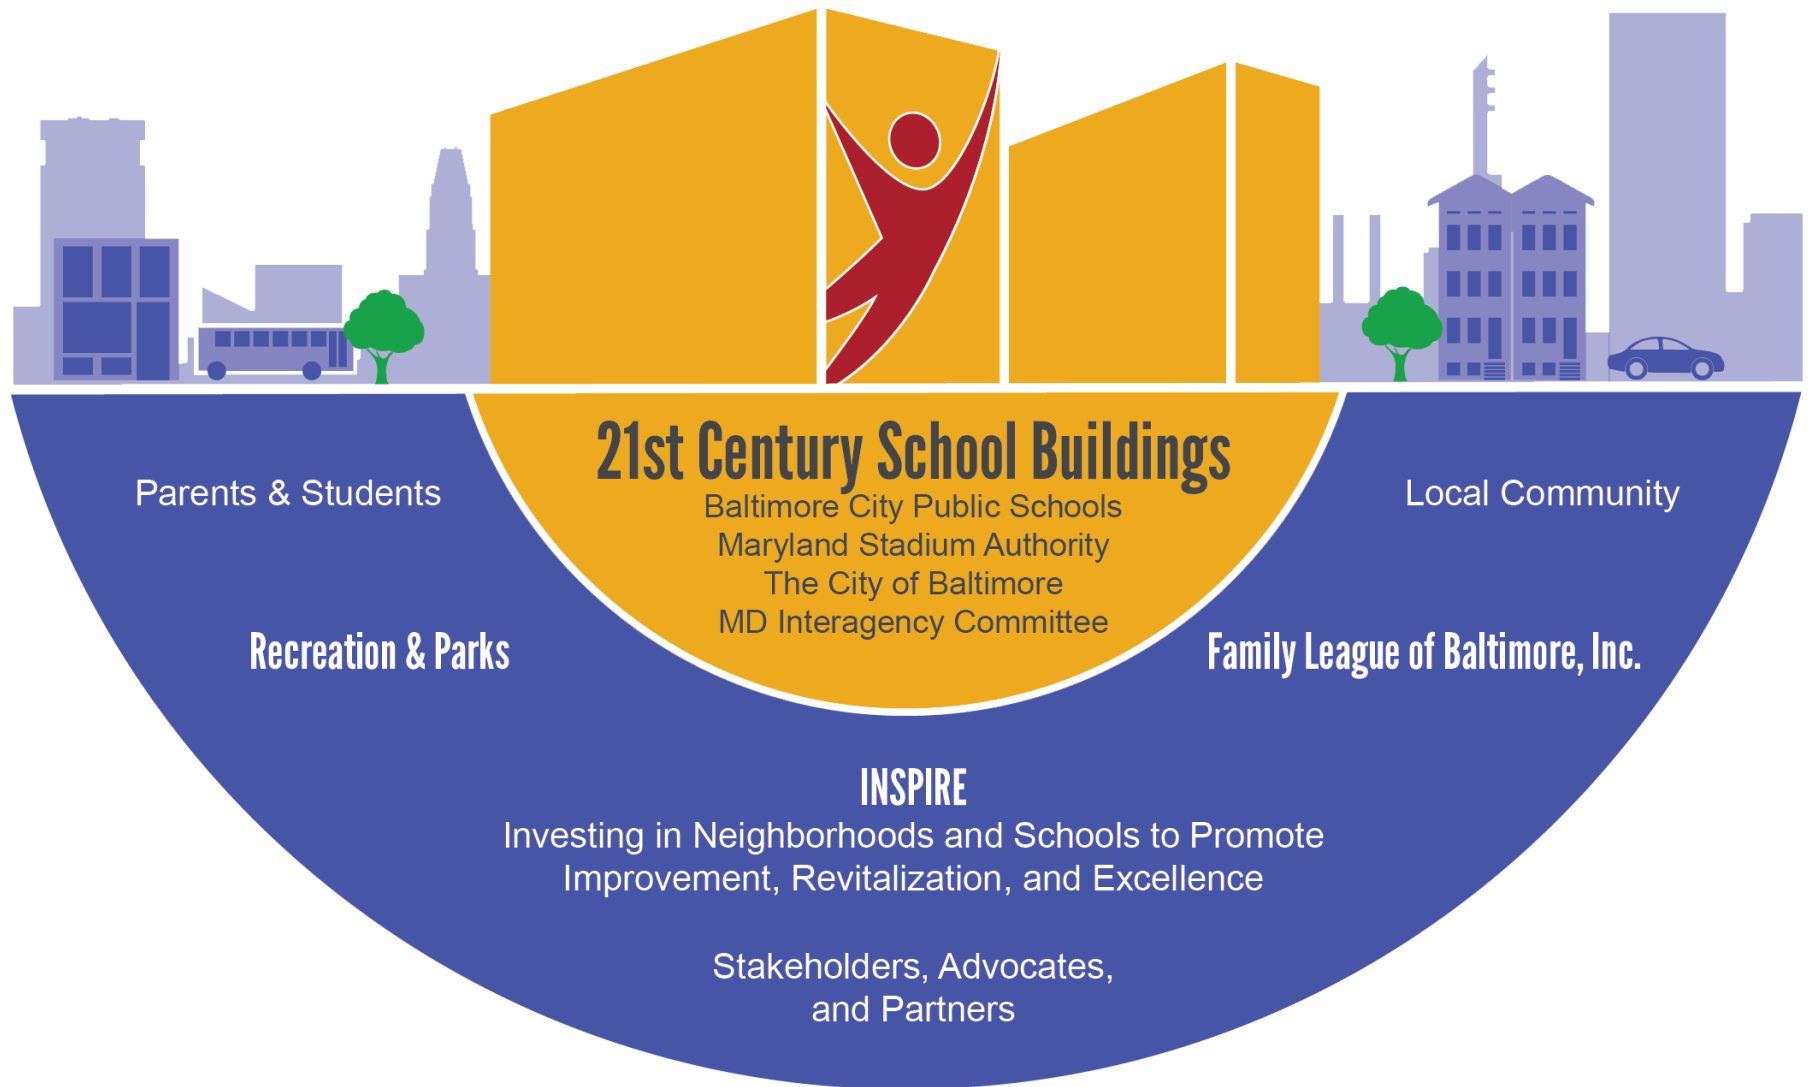 21st Century School Buildings
Baltimore City Public Schools
Maryland Stadium Authority
The City of Baltimore
MD Interagency Committee
Parents & Students
Local Community
Recreation & Parks
Family League of Baltimore, Inc.
INSPIRE
Investing in Neighborhoods and Schools to Promote
Improvement, Revitalization, and Excellence
Stakeholders, Advocates,
and Partners